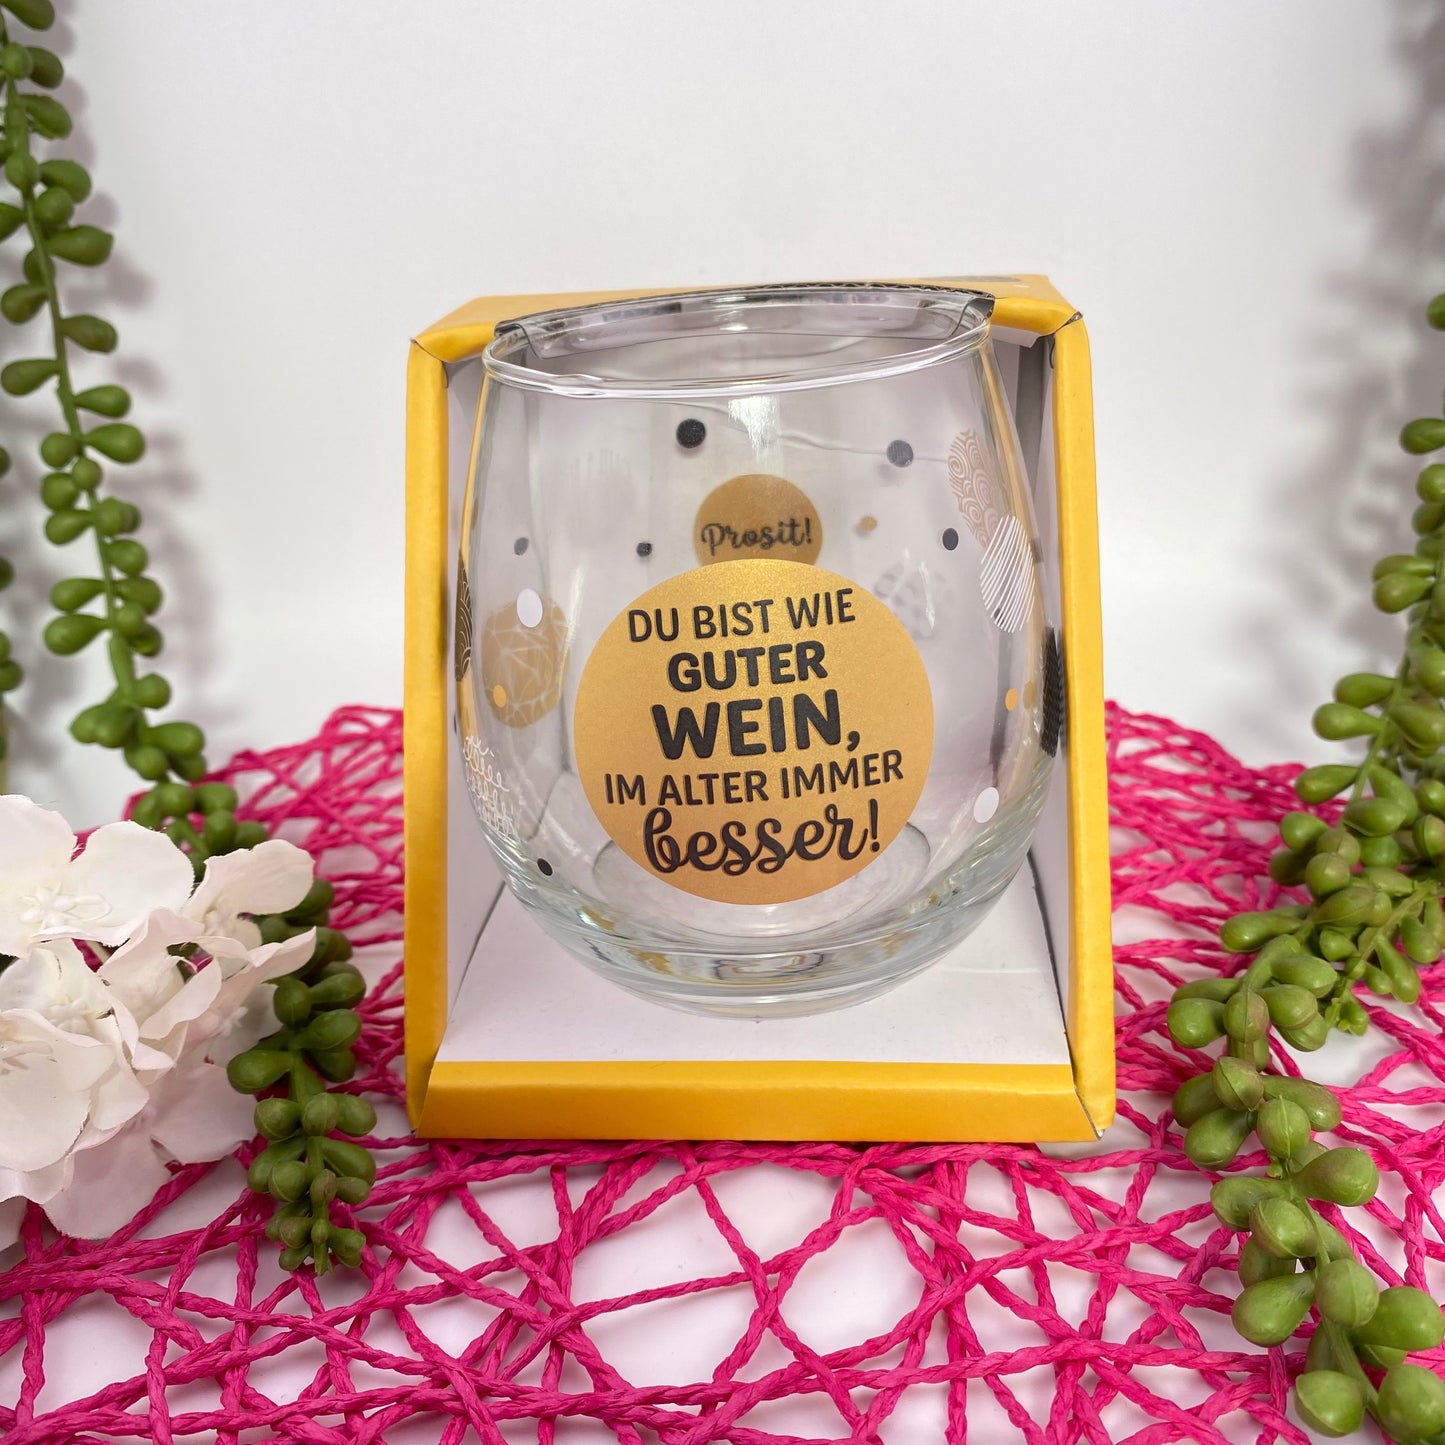 Prosit!
DU BIST WIE
GUTER
WEIN,
IM ALTER IMMER
besser!